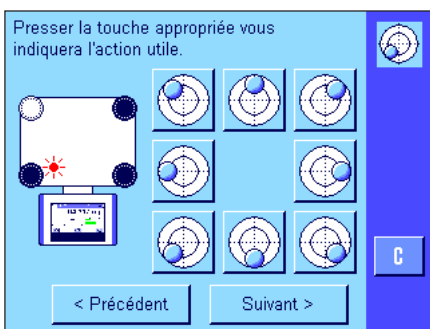 Presser la touche appropriée vous
indiquera l'action utile.
C
< Précédent
Suivant >